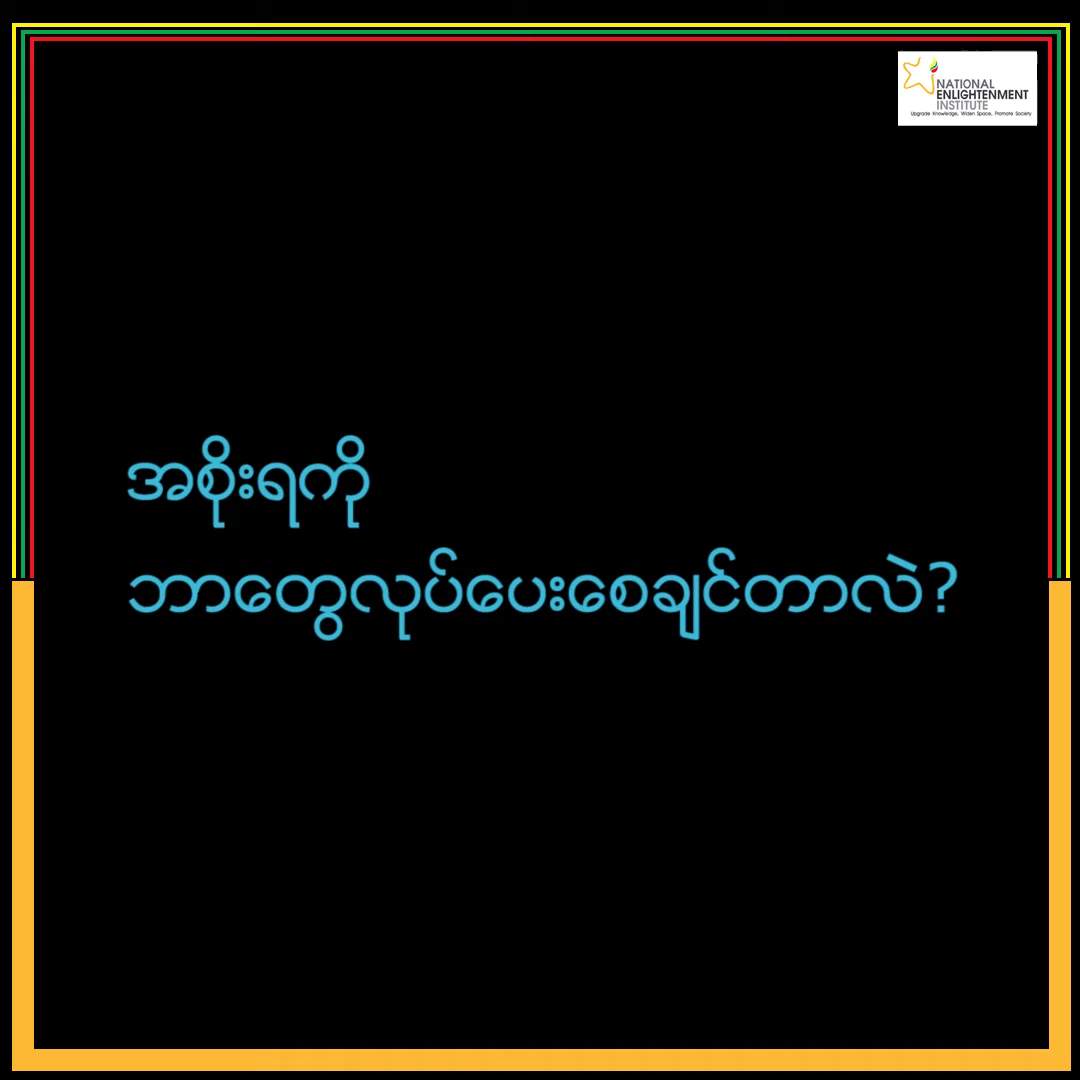 NATIONAL
ENLIGHTENMENT
INSTITUTE
Upgrade Knowledge, Widen Space, Promote Society
အစိုးရကို
ဘာတွေလုပ်ပေးစေချင်တာလဲ?